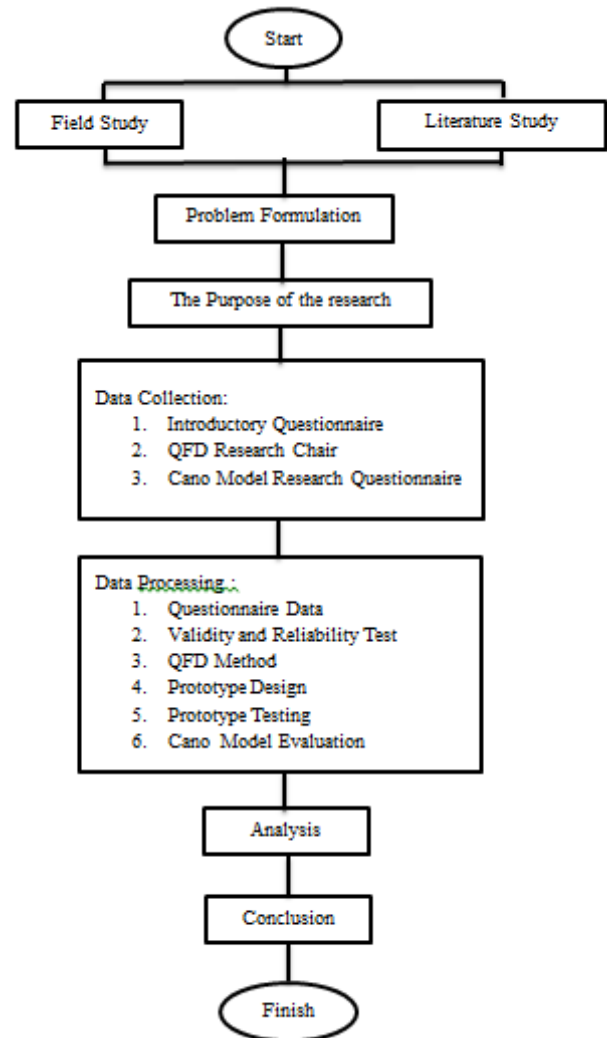 Start
Field Study
Literature Study
Problem Formulation
The Purpose of the research
Data Collection:
1. Introductory Questionnaire
2. QFD Research Chair
3. Cano Model Research Questionnaire
Data Processing :
1. Questionnaire Data
2. Validity and Reliability Test
3. QFD Method
4. Prototype Design
5. Prototype Testing
6. Cano Model Evaluation
Analysis
Conclusion
Finish